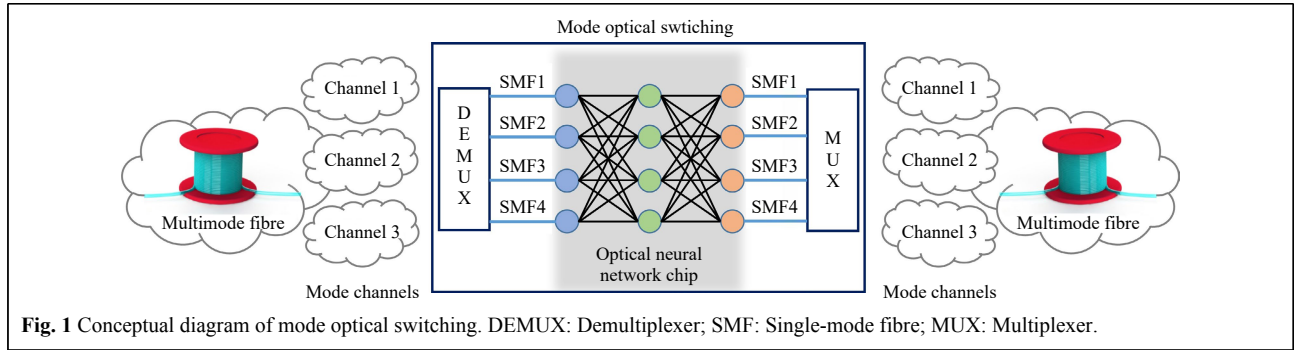 Mode optical swtiching
Channel 1
Channel 2
Channel 3
Multimode fibre
Mode channels
DEMUX
SMF1
SMF2
SMF3
SMF4
Optical neural
network chip
SMF1
SMF2
SMF3
SMF4
MUX
Channel 1
Channel 2
Channel 3
Multimode fibre
Mode channels
Fig. 1 Conceptual diagram of mode optical switching. DEMUX: Demultiplexer; SMF: Single-mode fibre; MUX: Multiplexer.